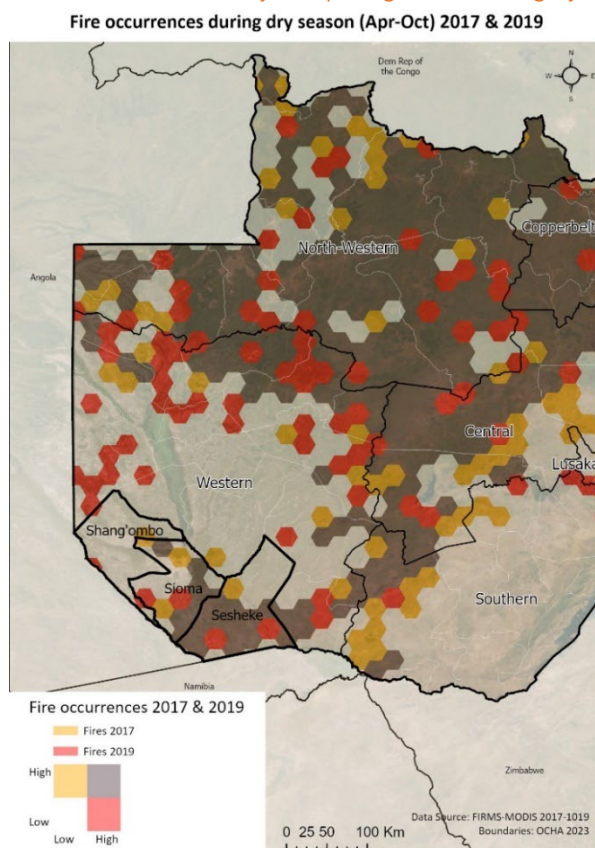 Fire occurrences during dry season (Apr-Oct) 2017 & 2019
Dem Rep of
the Congo
N
W
E
S
Copperbelt
North-Western
Angola
Central
Lusaka
Western
Shang'ombo
Sioma
Sesheke
Southern
Namibia
Fire occurrences 2017 & 2019
Fires 2017
Fires 2019
High
Low
Low High
Zimbabwe
Data Source: FIRMS-MODIS 2017-1019
Boundaries: OCHA 2023
0 25 50 100 Km